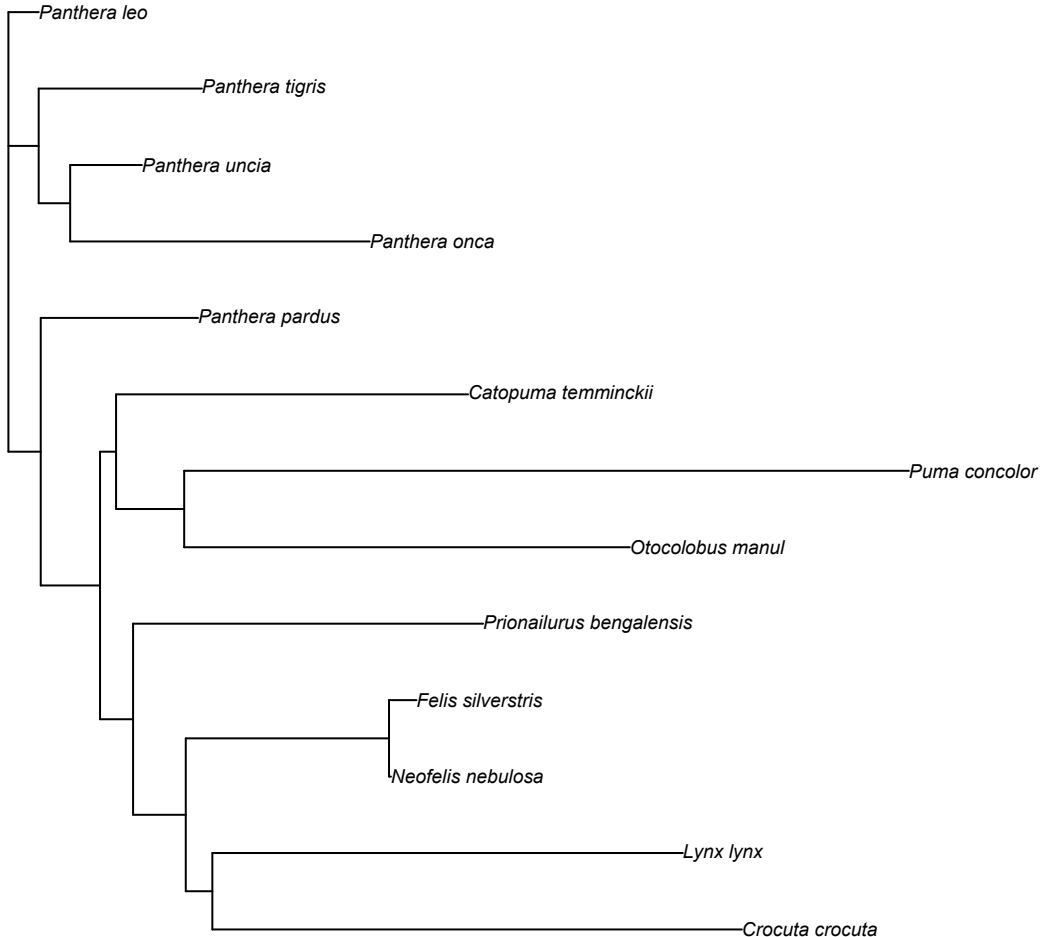 Panthera leo
Panthera tigris
Panthera uncia
Panthera onca
Panthera pardus
Catopuma temminckii
Puma concolor
Otocolobus manul
Prionailurus bengalensis
Felis silverstris
Neofelis nebulosa
Lynx lynx
Crocuta crocuta